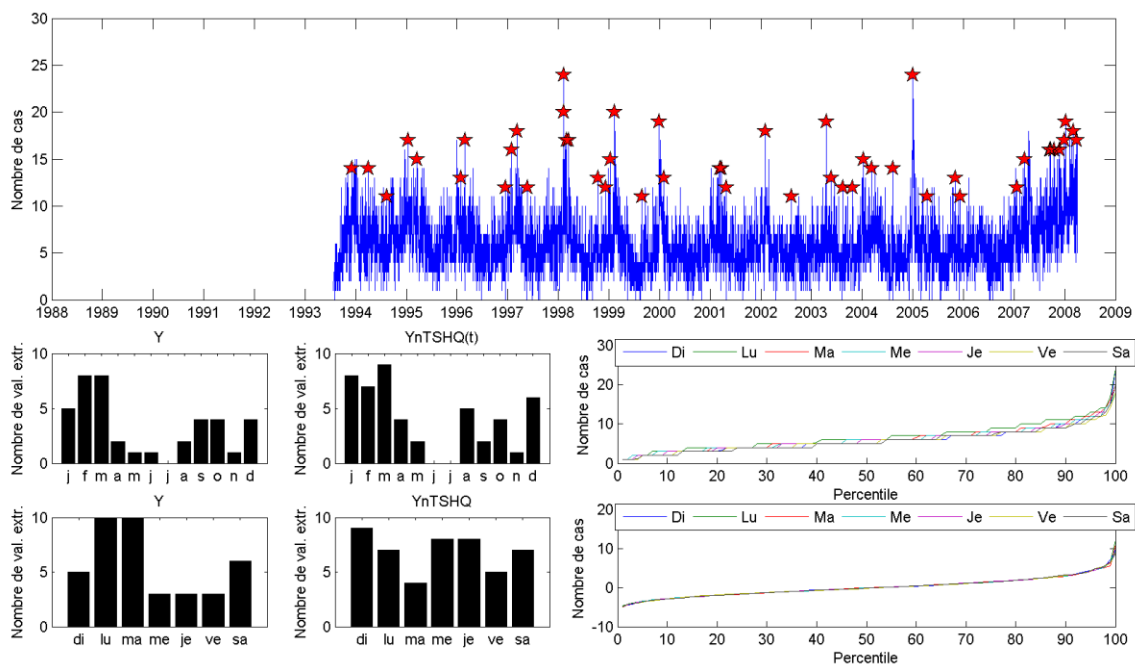 30
25
20
15
10
5
0
Nombre de cas
1988 1989 1990 1991 1992 1993 1994 1995 1996 1997 1998 1999 2000 2001 2002 2003 2004 2005 2006 2007 2008 2009
Y
10
5
0
Nombre de val. extr.
j f m a m j j a s o n d
YnTSHQ(t)
10
5
0
Nombre de val. extr.
j f m a m j j a s o n d
Di Lu Ma Me Je Ve Sa
30
20
10
0
Nombre de cas
10 20 30 40 50 60 70 80 90 100
Percentile
Y
10
5
0
Nombre de val. extr.
di lu ma me je ve sa
YnTSHQ
10
5
0
Nombre de val. extr.
di lu ma me je ve sa
Di Lu Ma Me Je Ve Sa
20
10
0
-10
Nombre de cas
10 20 30 40 50 60 70 80 90 100
Percentile